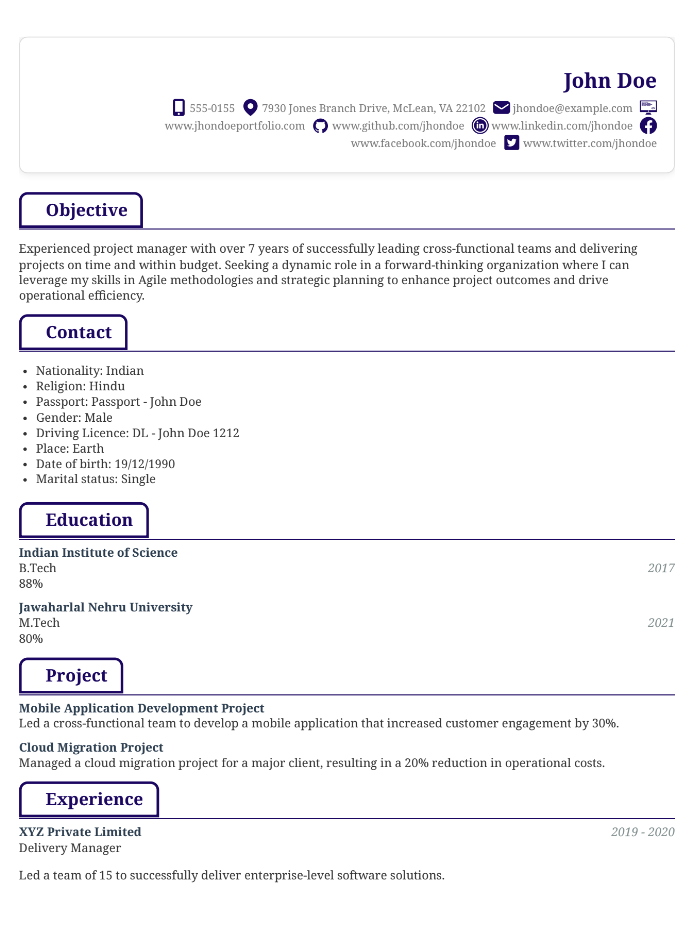 John Doe
555-0155 7930 Jones Branch Drive, McLean, VA 22102 jhondoe@example.com
www.jhondoeportfolio.com www.github.com/jhondoe www.linkedin.com/jhondoe
www.facebook.com/jhondoe www.twitter.com/jhondoe
Objective
Experienced project manager with over 7 years of successfully leading cross-functional teams and delivering
projects on time and within budget. Seeking a dynamic role in a forward-thinking organization where I can
leverage my skills in Agile methodologies and strategic planning to enhance project outcomes and drive
operational efficiency.
Contact
• Nationality: Indian
• Religion: Hindu
• Passport: Passport - John Doe
• Gender: Male
• Driving Licence: DL - John Doe 1212
• Place: Earth
• Date of birth: 19/12/1990
• Marital status: Single
Education
Indian Institute of Science
B.Tech 2017
88%
Jawaharlal Nehru University
M.Tech 2021
80%
Project
Mobile Application Development Project
Led a cross-functional team to develop a mobile application that increased customer engagement by 30%.
Cloud Migration Project
Managed a cloud migration project for a major client, resulting in a 20% reduction in operational costs.
Experience
XYZ Private Limited 2019 - 2020
Delivery Manager
Led a team of 15 to successfully deliver enterprise-level software solutions.